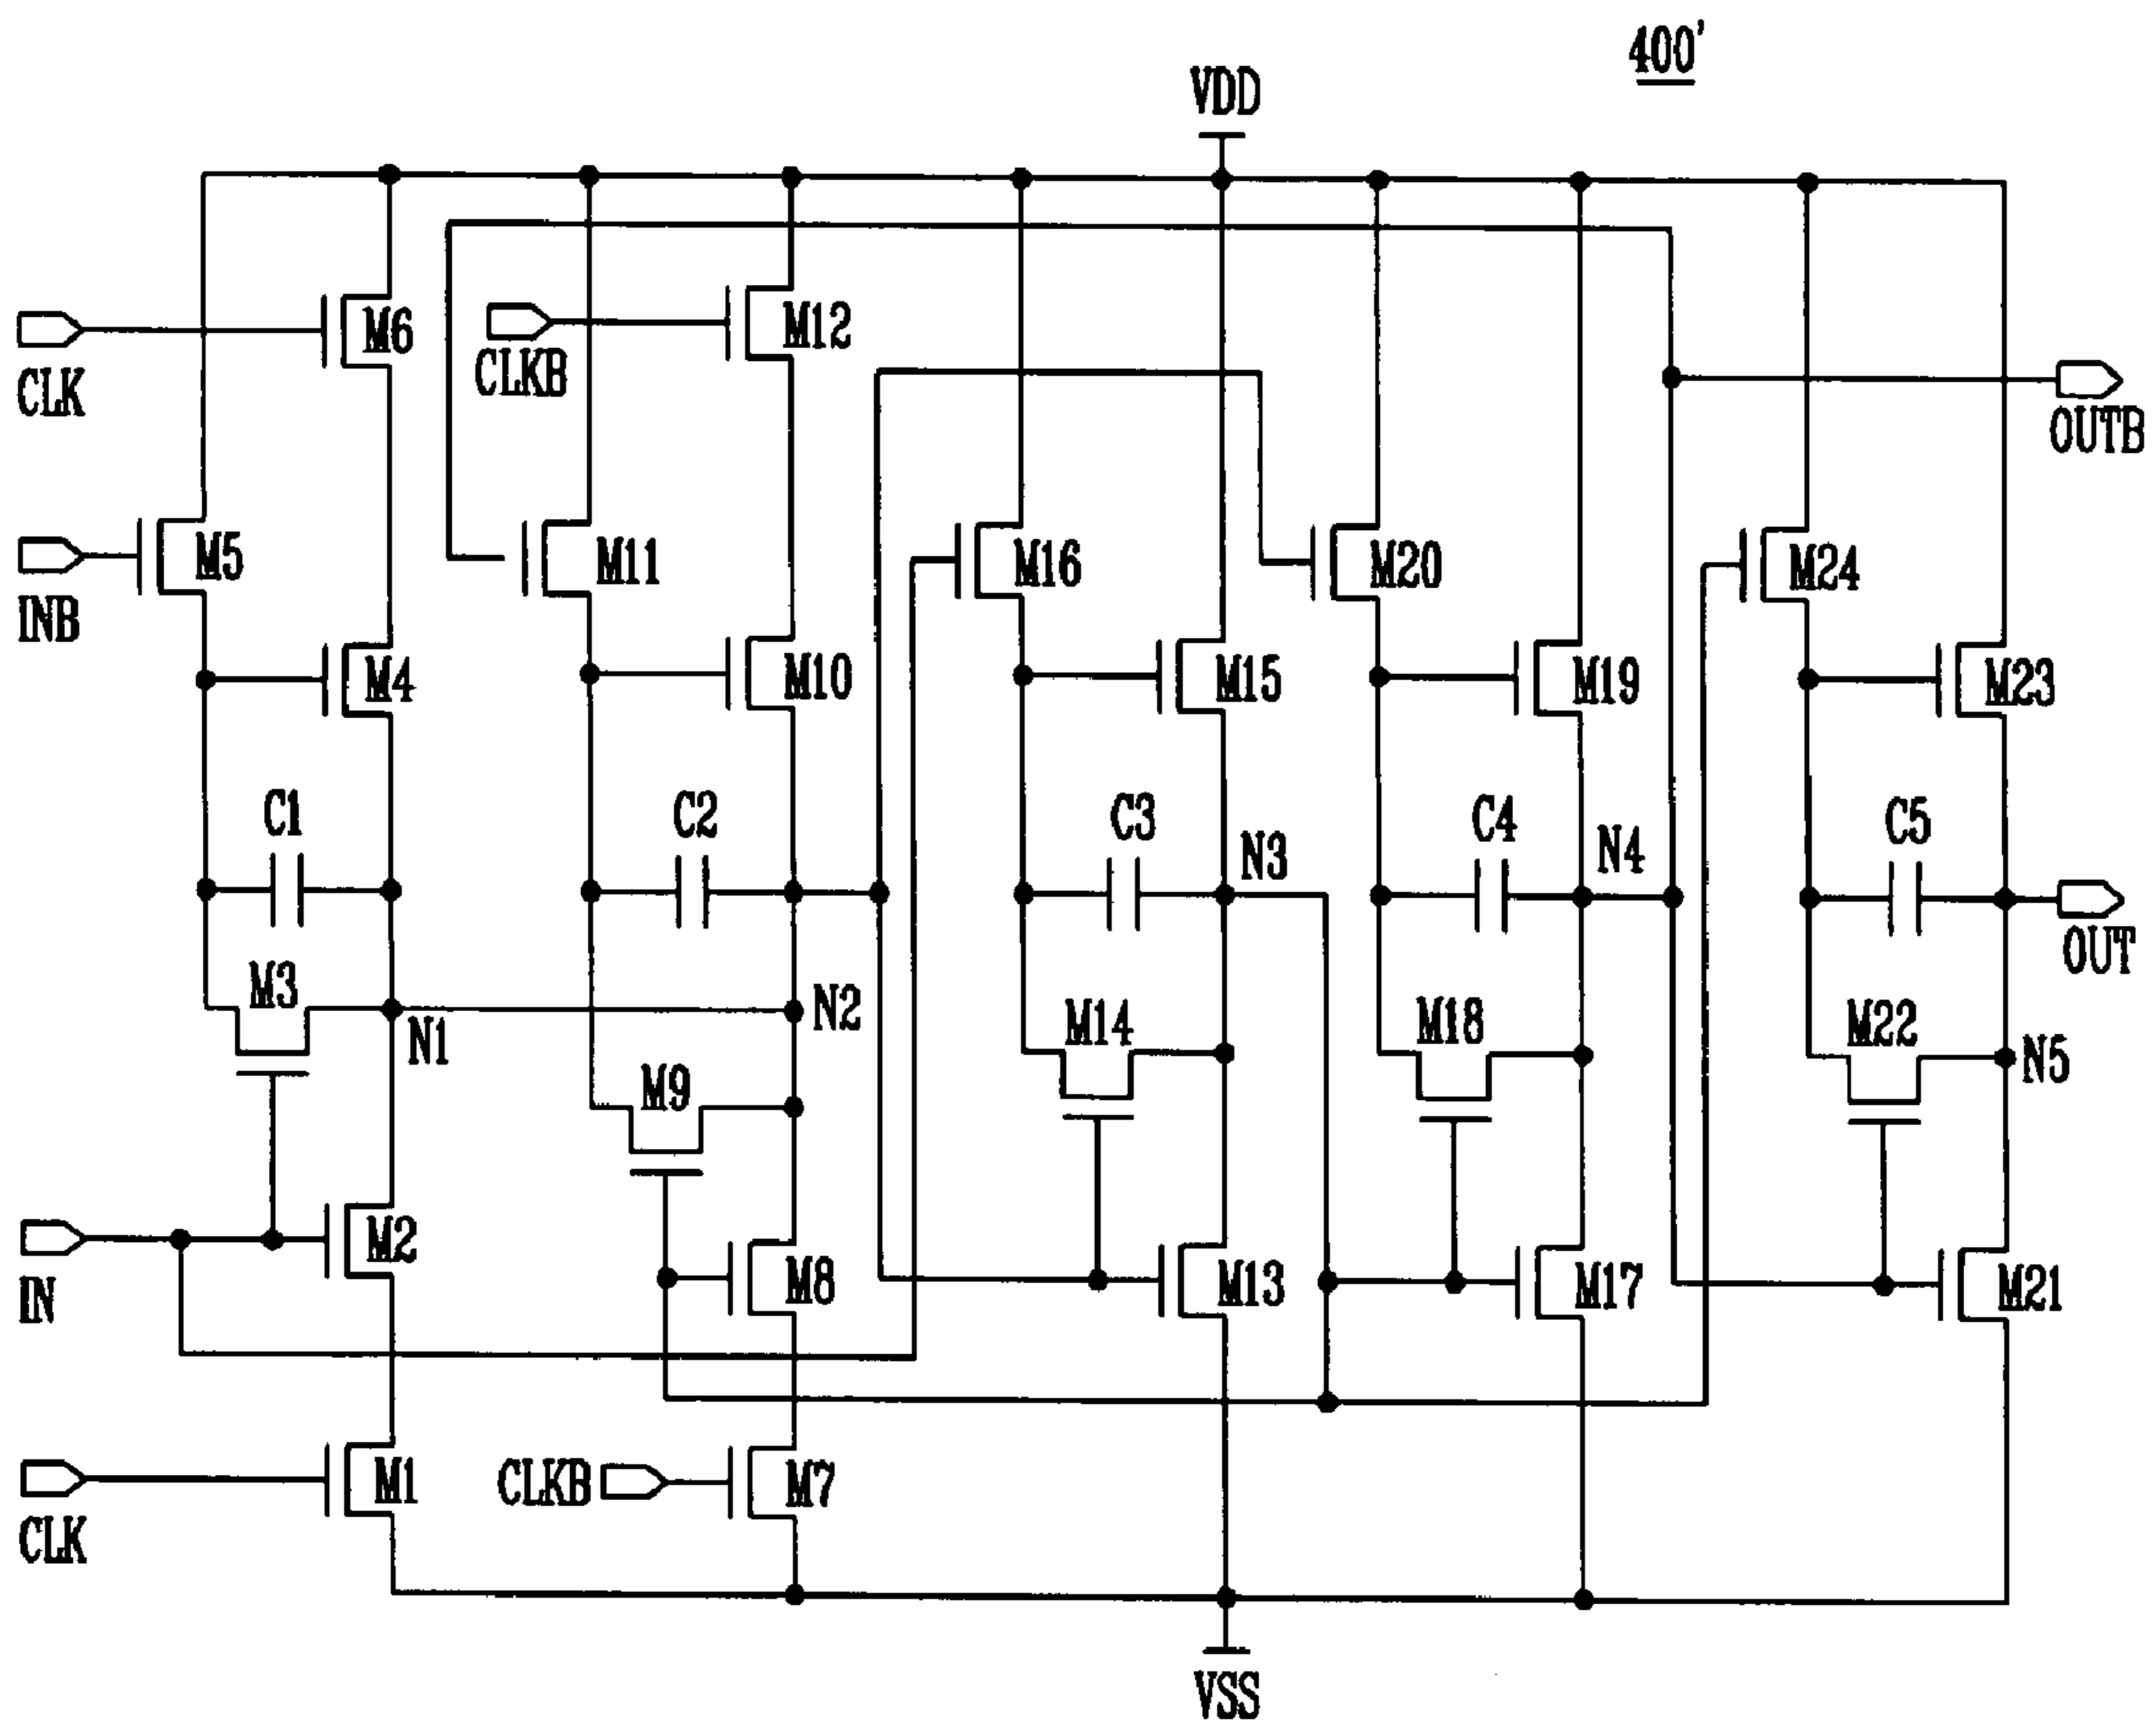 400'
VDD
M6
M12
CLK
CLKB
OUTB
M5
M11
M16
M20
M24
INB
M4
M10
M15
M19
M23
C1
C2
C3
C4
C5
N3
N4
OUT
M3
N1
N2
M14
M18
M22
N5
M9
IN
M2
M8
M13
M17
M21
CLK
M1
CLKB
M7
VSS